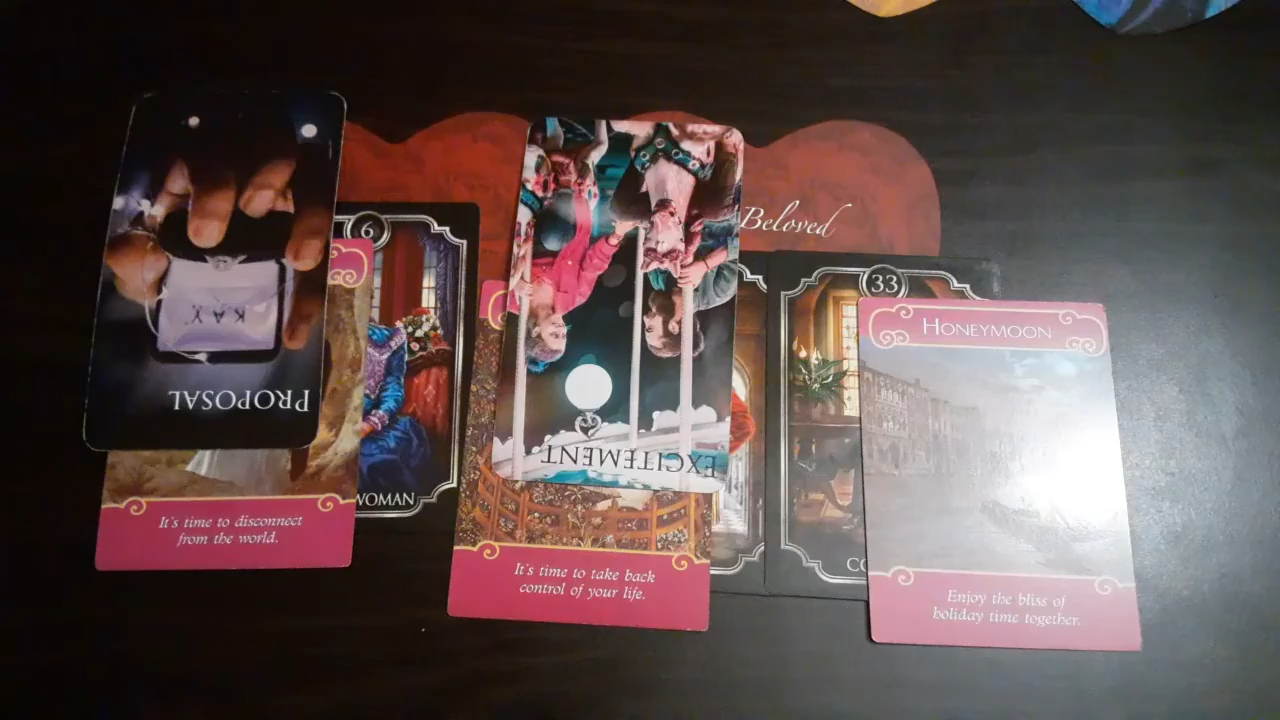 6
KAY
PROPOSAL
WOMAN
It's time to disconnect
from the world.
EXCITEMENT
It's time to take back
control of your life.
Beloved
33
CO
HONEYMOON
Enjoy the bliss of
holiday time together.